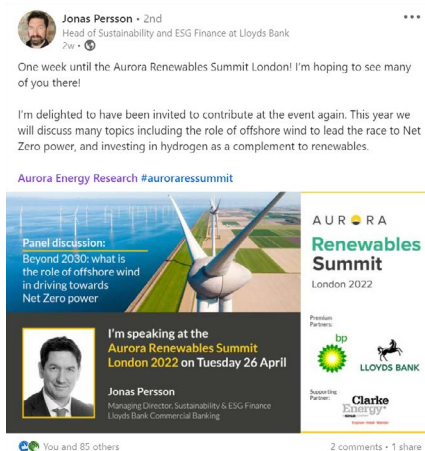 Jonas Persson • 2nd
Head of Sustainability and ESG Finance at Lloyds Bank
2w •
One week until the Aurora Renewables Summit London! I'm hoping to see many
of you there!
I'm delighted to have been invited to contribute at the event again. This year we
will discuss many topics including the role of offshore wind to lead the race to Net
Zero power, and investing in hydrogen as a complement to renewables.
Aurora Energy Research #auroraressummit
Panel discussion:
Beyond 2030: what is
the role of offshore wind
in driving towards
Net Zero power
I'm speaking at the
Aurora Renewables Summit
London 2022 on Tuesday 26 April
Jonas Persson
Managing Director, Sustainability & ESG Finance
Lloyds Bank Commercial Banking
AURORA
Renewables
Summit
London 2022
Premium
Partners:
bp
LLOYDS BANK
Supporting
Partner:
Clarke
Energy
You and 85 others
2 comments • 1 share